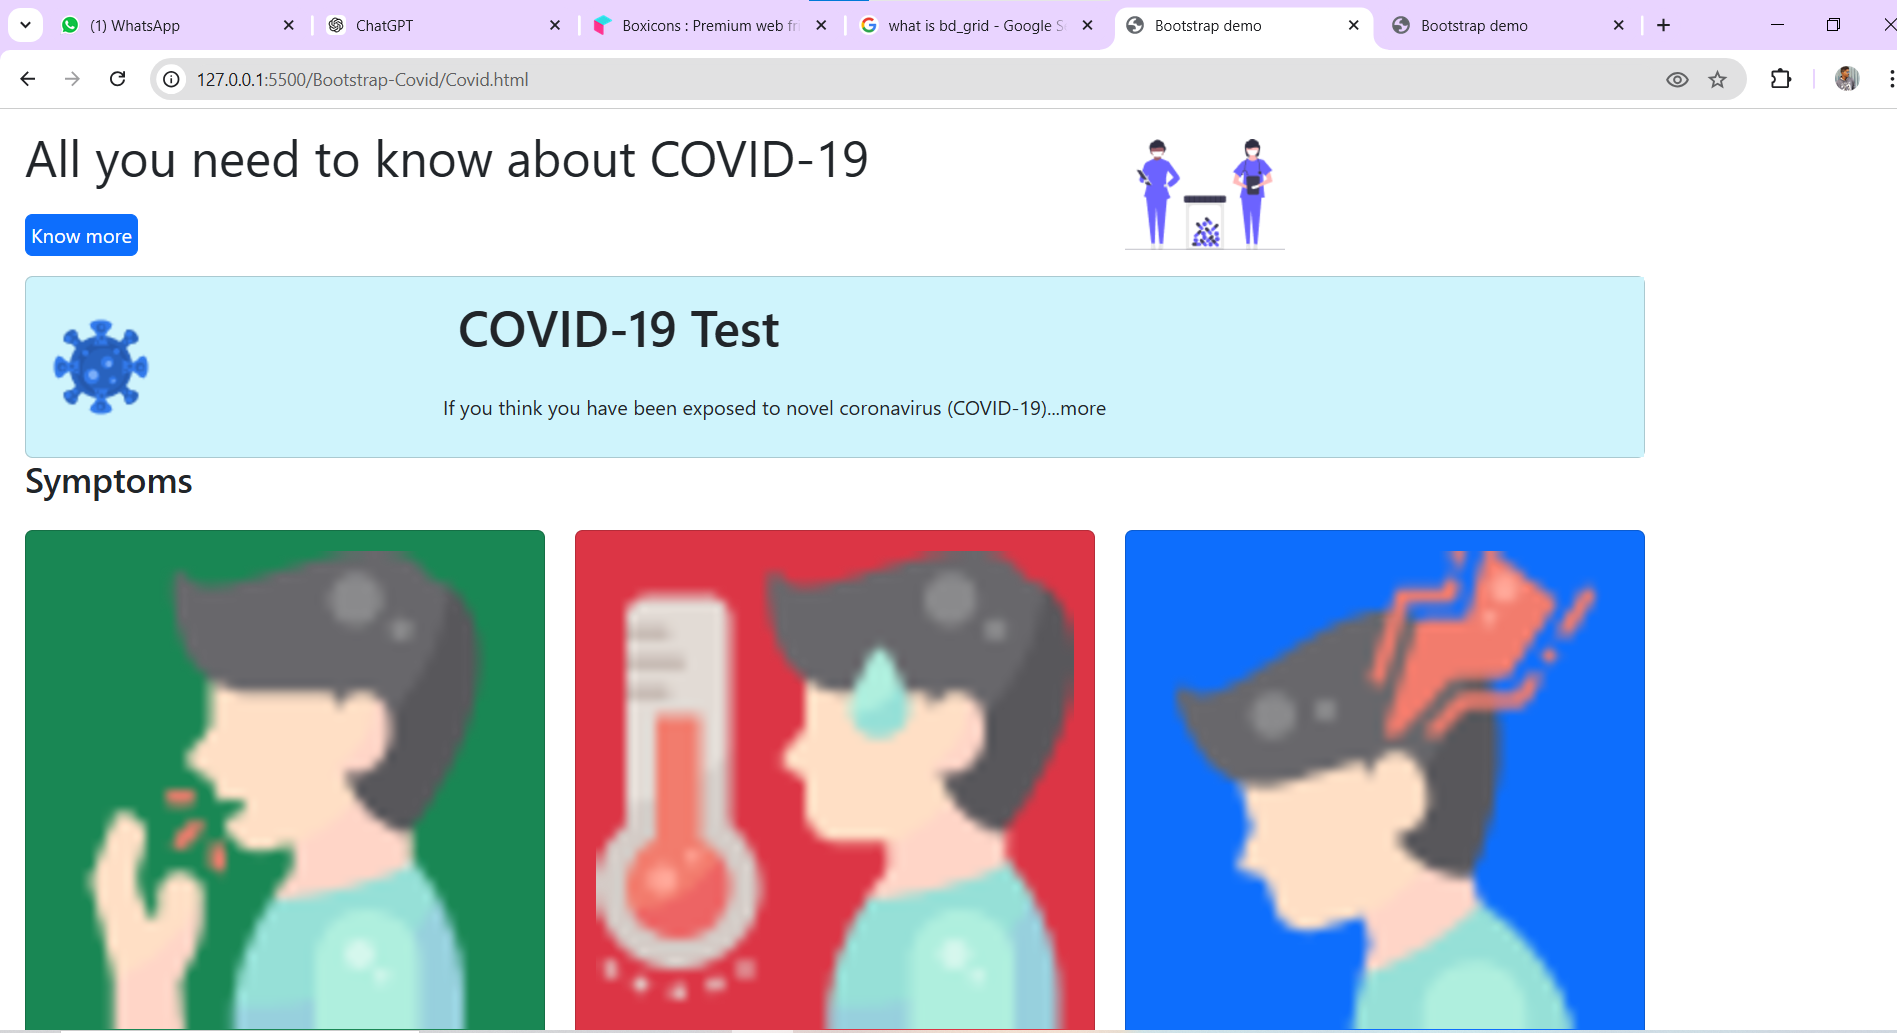 (1) WhatsApp
ChatGPT
Boxicons : Premium web fri
what is bd_grid - Google Se
Bootstrap demo
Bootstrap demo
127.0.0.1:5500/Bootstrap-Covid/Covid.html
All you need to know about COVID-19
Know more
COVID-19 Test
If you think you have been exposed to novel coronavirus (COVID-19)...more
Symptoms